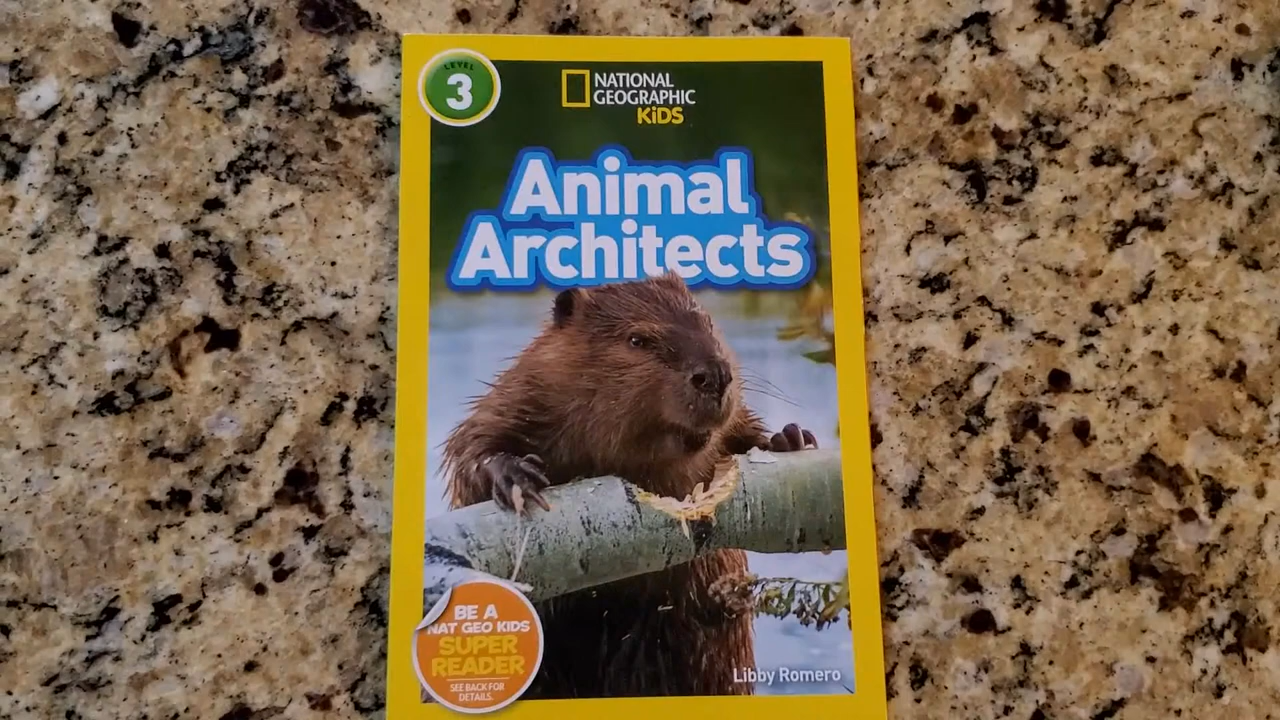 LEVEL
3
NATIONAL
GEOGRAPHIC
KiDS
Animal
Architects
BE A
NAT GEO KIDS
SUPER
READER
SEE BACK FOR
DETAILS.
Libby Romero